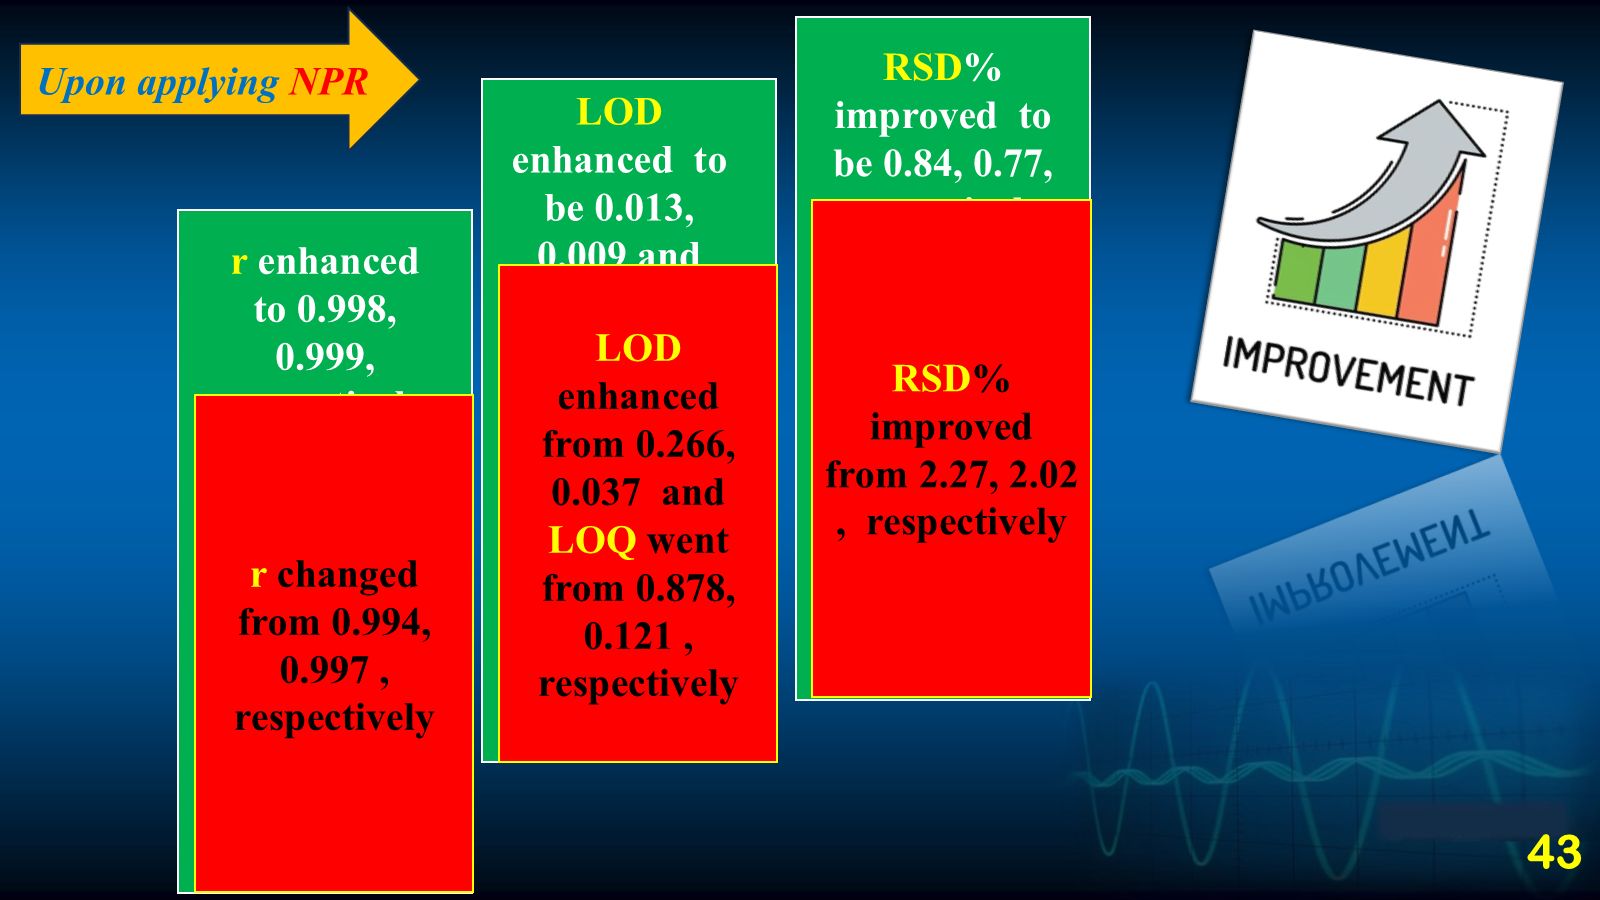 Upon applying NPR
r enhanced
to 0.998,
0.999,
r changed
from 0.994,
0.997 ,
respectively
LOD
enhanced to
be 0.013,
0.009 and
LOD
enhanced
from 0.266,
0.037 and
LOQ went
from 0.878,
0.121 ,
respectively
RSD%
improved to
be 0.84, 0.77,
RSD%
improved
from 2.27, 2.02
, respectively
IMPROVEMENT
IMPROVEMENT
43